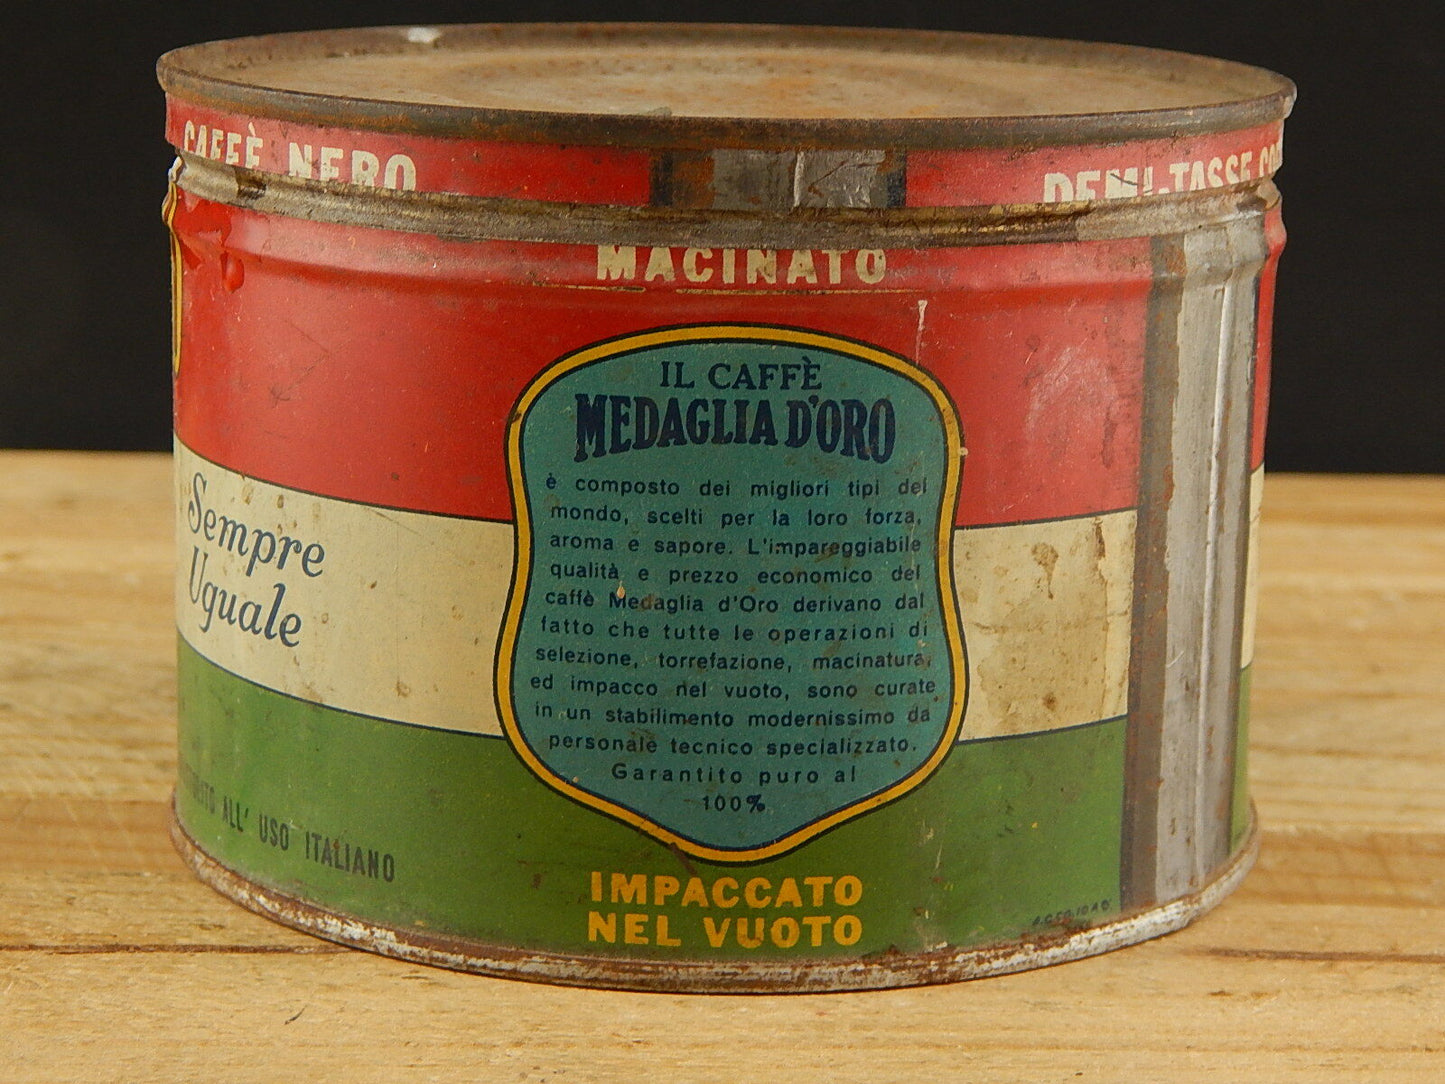 CAFFÈ NERO
DEMI-TASSE
MACINATO
Sempre
Uguale
ALL' USO ITALIANO
IL CAFFÈ
MEDAGLIA D'ORO
è composto dei migliori tipi del
mondo, scelti per la loro forza,
aroma e sapore. L'impareggiabile
qualità e prezzo economico del
caffè Medaglia d'Oro derivano dal
fatto che tutte le operazioni di
selezione, torrefazione, macinatura,
ed impacco nel vuoto, sono curate
in un stabilimento modernissimo da
personale tecnico specializzato.
Garantito puro al
100%
IMPACCATO
NEL VUOTO